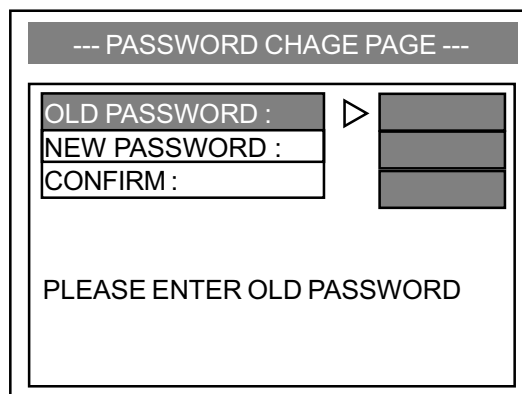 --- PASSWORD CHAGE PAGE ---
OLD PASSWORD :
NEW PASSWORD :
CONFIRM :
PLEASE ENTER OLD PASSWORD